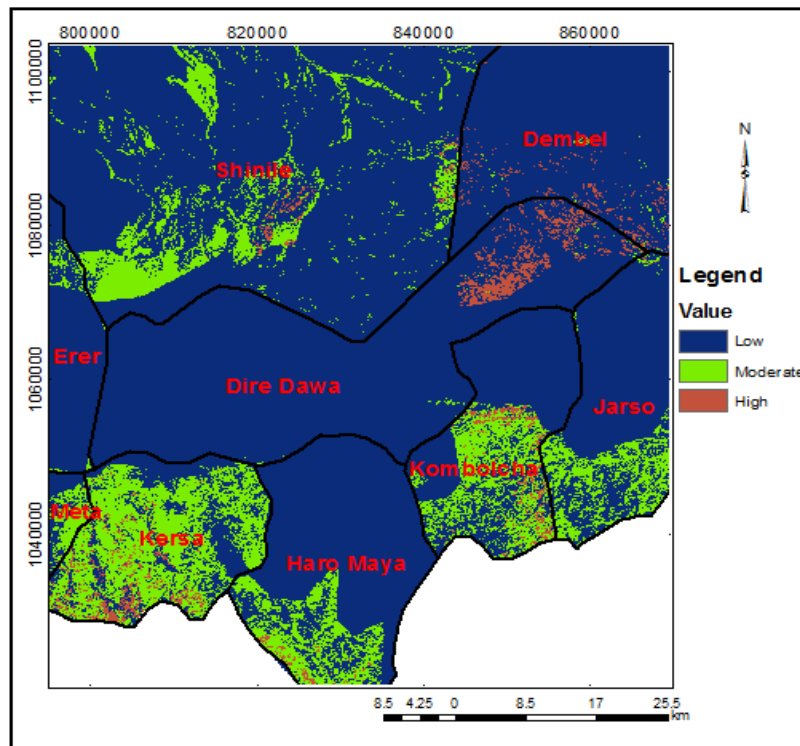 800000 820000 840000 860000
1100000
1080000
1060000
1040000
Dembel
Shinile
Erer
Dire Dawa
Jarso
Kombolcha
Meta
Kersa
Haro Maya
N
S
Legend
Value
Low
Moderate
High
8.5 4.25 0 8.5 17 25.5
km